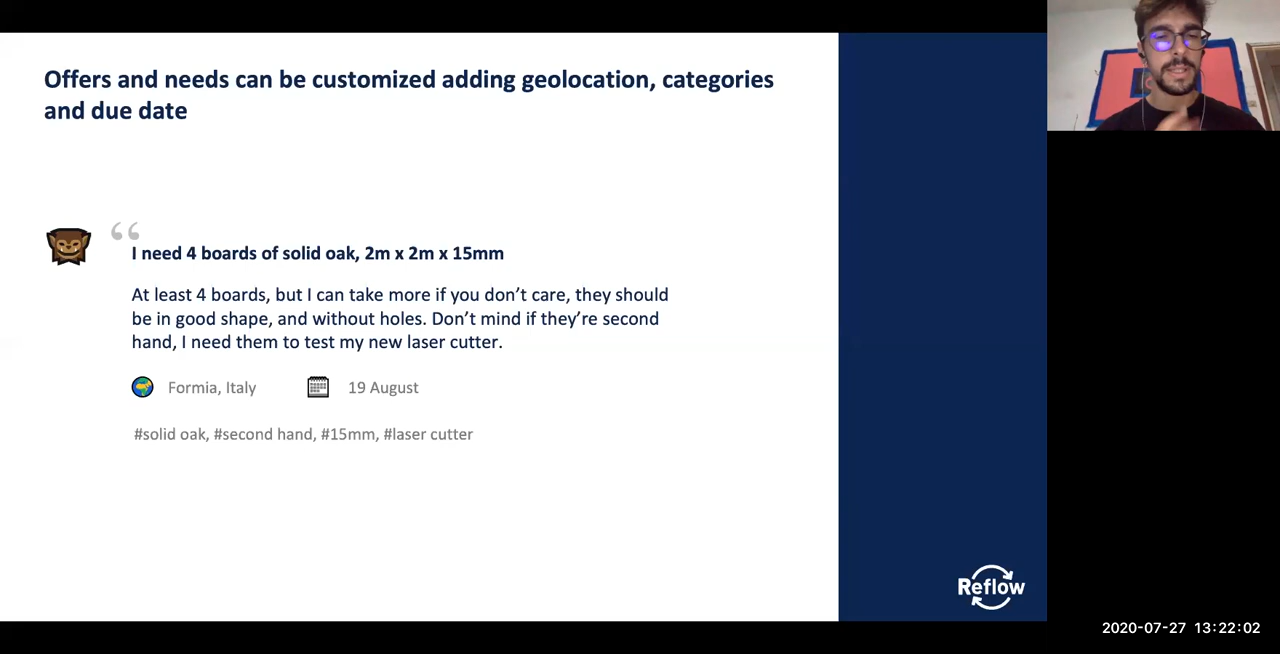 Offers and needs can be customized adding geolocation, categories
and due date
“
I need 4 boards of solid oak, 2m x 2m x 15mm
At least 4 boards, but I can take more if you don’t care, they should
be in good shape, and without holes. Don’t mind if they’re second
hand, I need them to test my new laser cutter.
Formia, Italy 19 August
#solid oak, #second hand, #15mm, #laser cutter
Reflow
2020-07-27 13:22:02